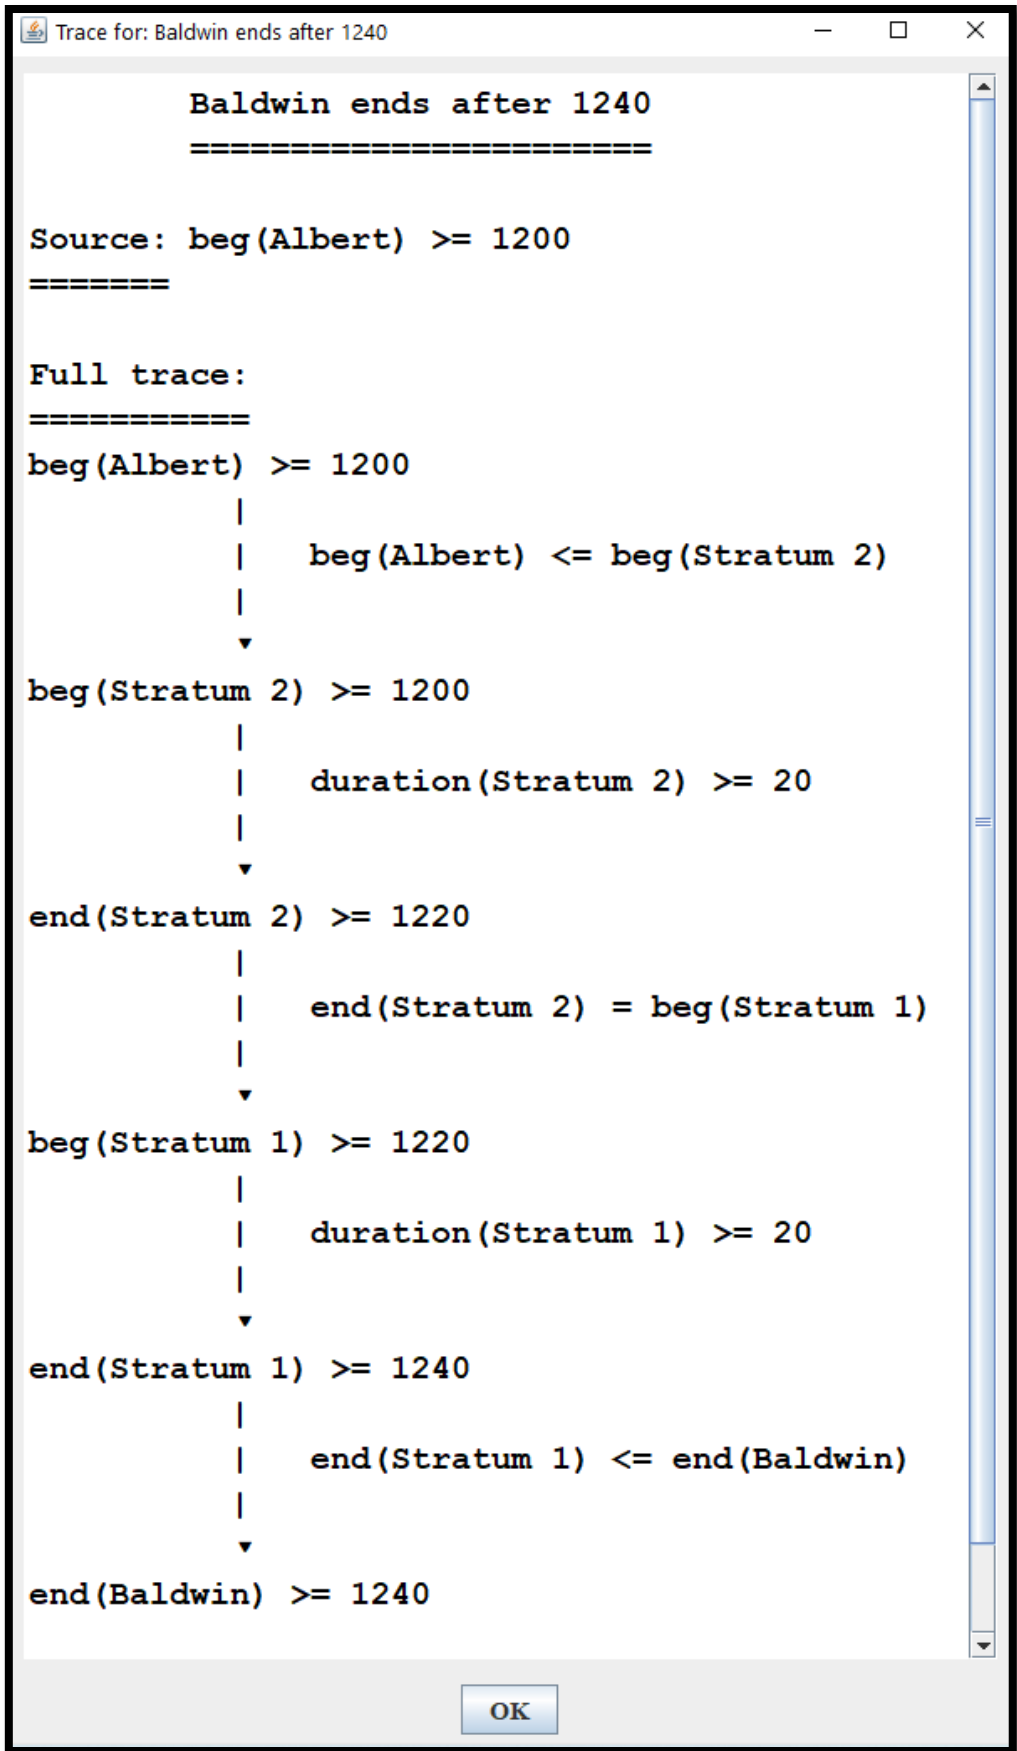 Trace for: Baldwin ends after 1240
Baldwin ends after 1240
=======================
Source: beg(Albert) >= 1200
=======
Full trace:
===========
beg(Albert) >= 1200
|
| beg(Albert) <= beg(Stratum 2)
|
▼
beg(Stratum 2) >= 1200
|
| duration(Stratum 2) >= 20
|
▼
end(Stratum 2) >= 1220
|
| end(Stratum 2) = beg(Stratum 1)
|
▼
beg(Stratum 1) >= 1220
|
| duration(Stratum 1) >= 20
|
▼
end(Stratum 1) >= 1240
|
| end(Stratum 1) <= end(Baldwin)
|
▼
end(Baldwin) >= 1240
OK